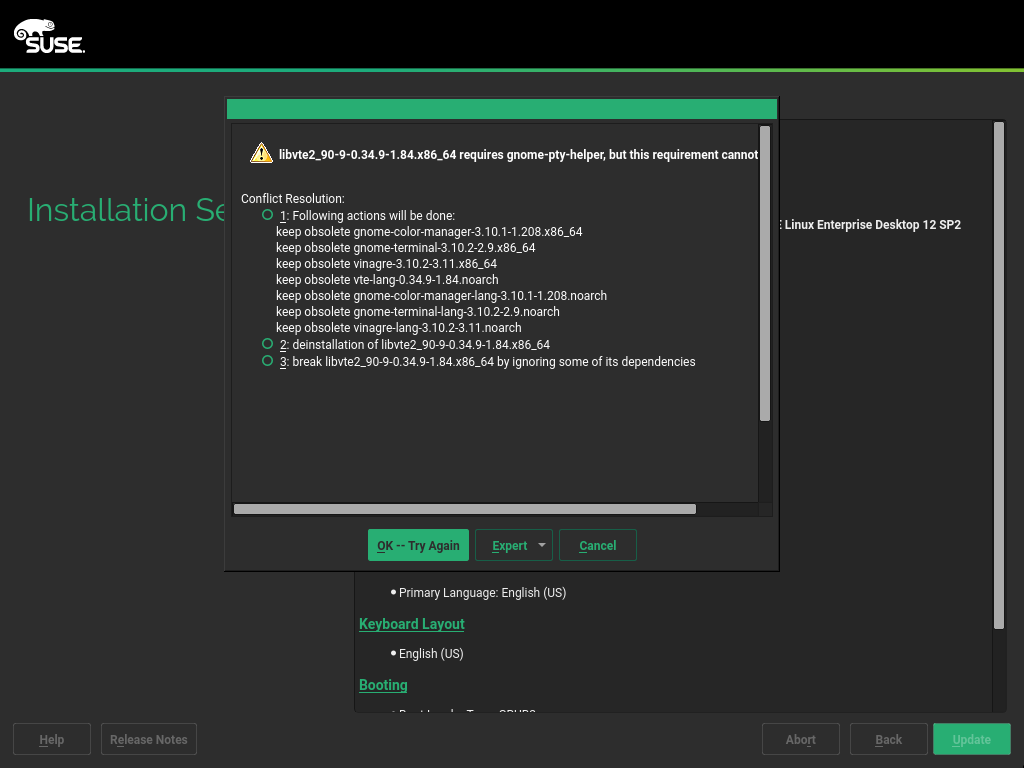 SUSE.
libvte2_90-9-0.34.9-1.84.x86_64 requires gnome-pty-helper, but this requirement cannot
Installation Se
Conflict Resolution:
1: Following actions will be done:
keep obsolete gnome-color-manager-3.10.1-1.208.x86_64
E Linux Enterprise Desktop 12 SP2
keep obsolete gnome-terminal-3.10.2-2.9.x86_64
keep obsolete vinagre-3.10.2-3.11.x86_64
keep obsolete vte-lang-0.34.9-1.84.noarch
keep obsolete gnome-color-manager-lang-3.10.1-1.208.noarch
keep obsolete gnome-terminal-lang-3.10.2-2.9.noarch
keep obsolete vinagre-lang-3.10.2-3.11.noarch
2: deinstallation of libvte2_90-9-0.34.9-1.84.x86_64
3: break libvte2_90-9-0.34.9-1.84.x86_64 by ignoring some of its dependencies
OK -- Try Again Expert Cancel
Primary Language: English (US)
Keyboard Layout
English (US)
Booting
Help Release Notes Abort Back Update